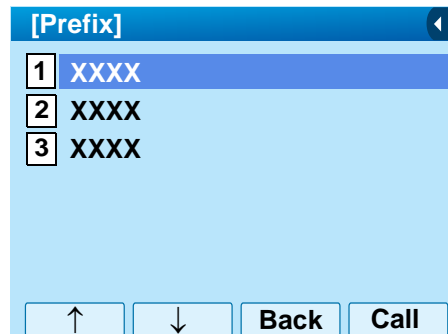 [Prefix]
1 XXXX
2 XXXX
3 XXXX
↑ ↓ Back Call